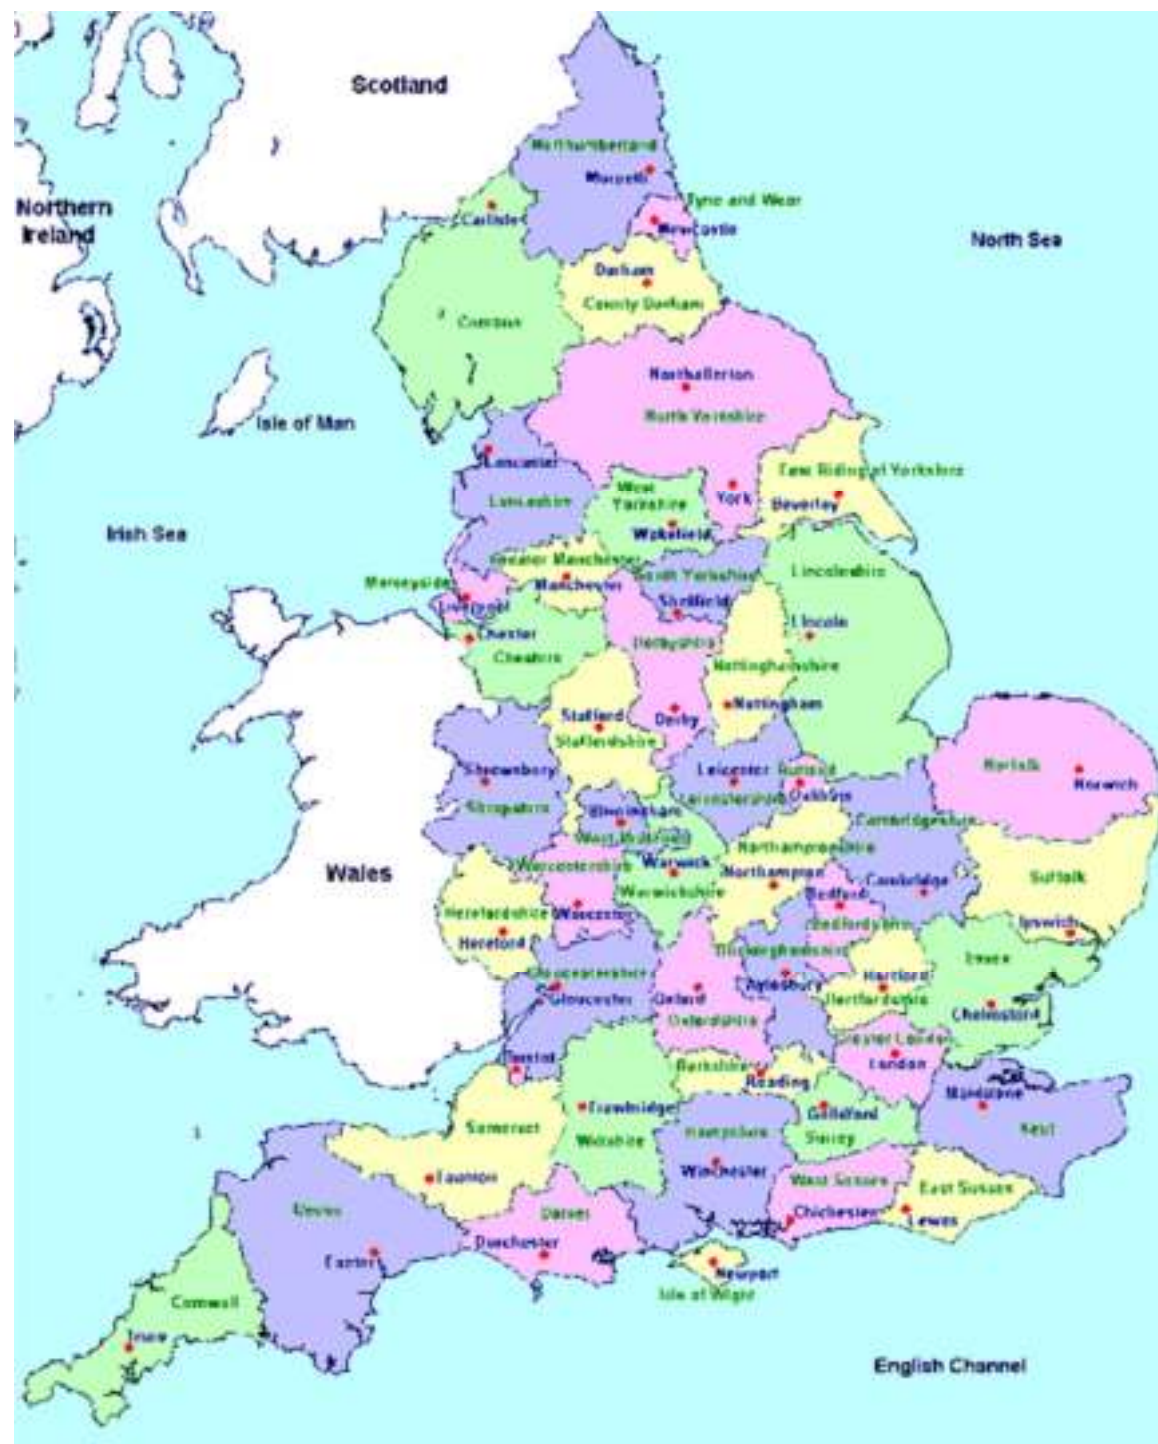 Scotland
Northumberland
Morpeth
Northern
Ireland
Tyne and Wear
Carlisle
Newcastle
North Sea
Durham
County Durham
Cumbria
Northallerton
North Yorkshire
Isle of Man
Lancaster
East Riding of Yorkshire
West
Yorkshire
York
Beverley
Lancashire
Irish Sea
Wakefield
Greater Manchester
Lincolnshire
Merseyside
Manchester
South Yorkshire
Liverpool
Sheffield
Chester
Lincoln
Cheshire
Derbyshire
Nottinghamshire
Stafford
Derby
Nottingham
Staffordshire
Shrewsbury
Leicester
Rutland
Norfolk
Norwich
Shropshire
Leicestershire
Oakham
Birmingham
Cambridgeshire
West Midlands
Northamptonshire
Wales
Worcestershire
Warwick
Northampton
Cambridge
Suffolk
Warwickshire
Bedford
Herefordshire
Worcester
Bedfordshire
Ipswich
Hereford
Buckinghamshire
Essex
Gloucestershire
Aylesbury
Hertford
Gloucester
Oxford
Hertfordshire
Chelmsford
Oxfordshire
Greater London
Bristol
Berkshire
Reading
London
Maidstone
Trowbridge
Guildford
Somerset
Wiltshire
Hampshire
Surrey
Kent
Taunton
Winchester
West Sussex
East Sussex
Devon
Dorset
Chichester
Lewes
Exeter
Dorchester
Newport
Isle of Wight
Cornwall
Truro
English Channel